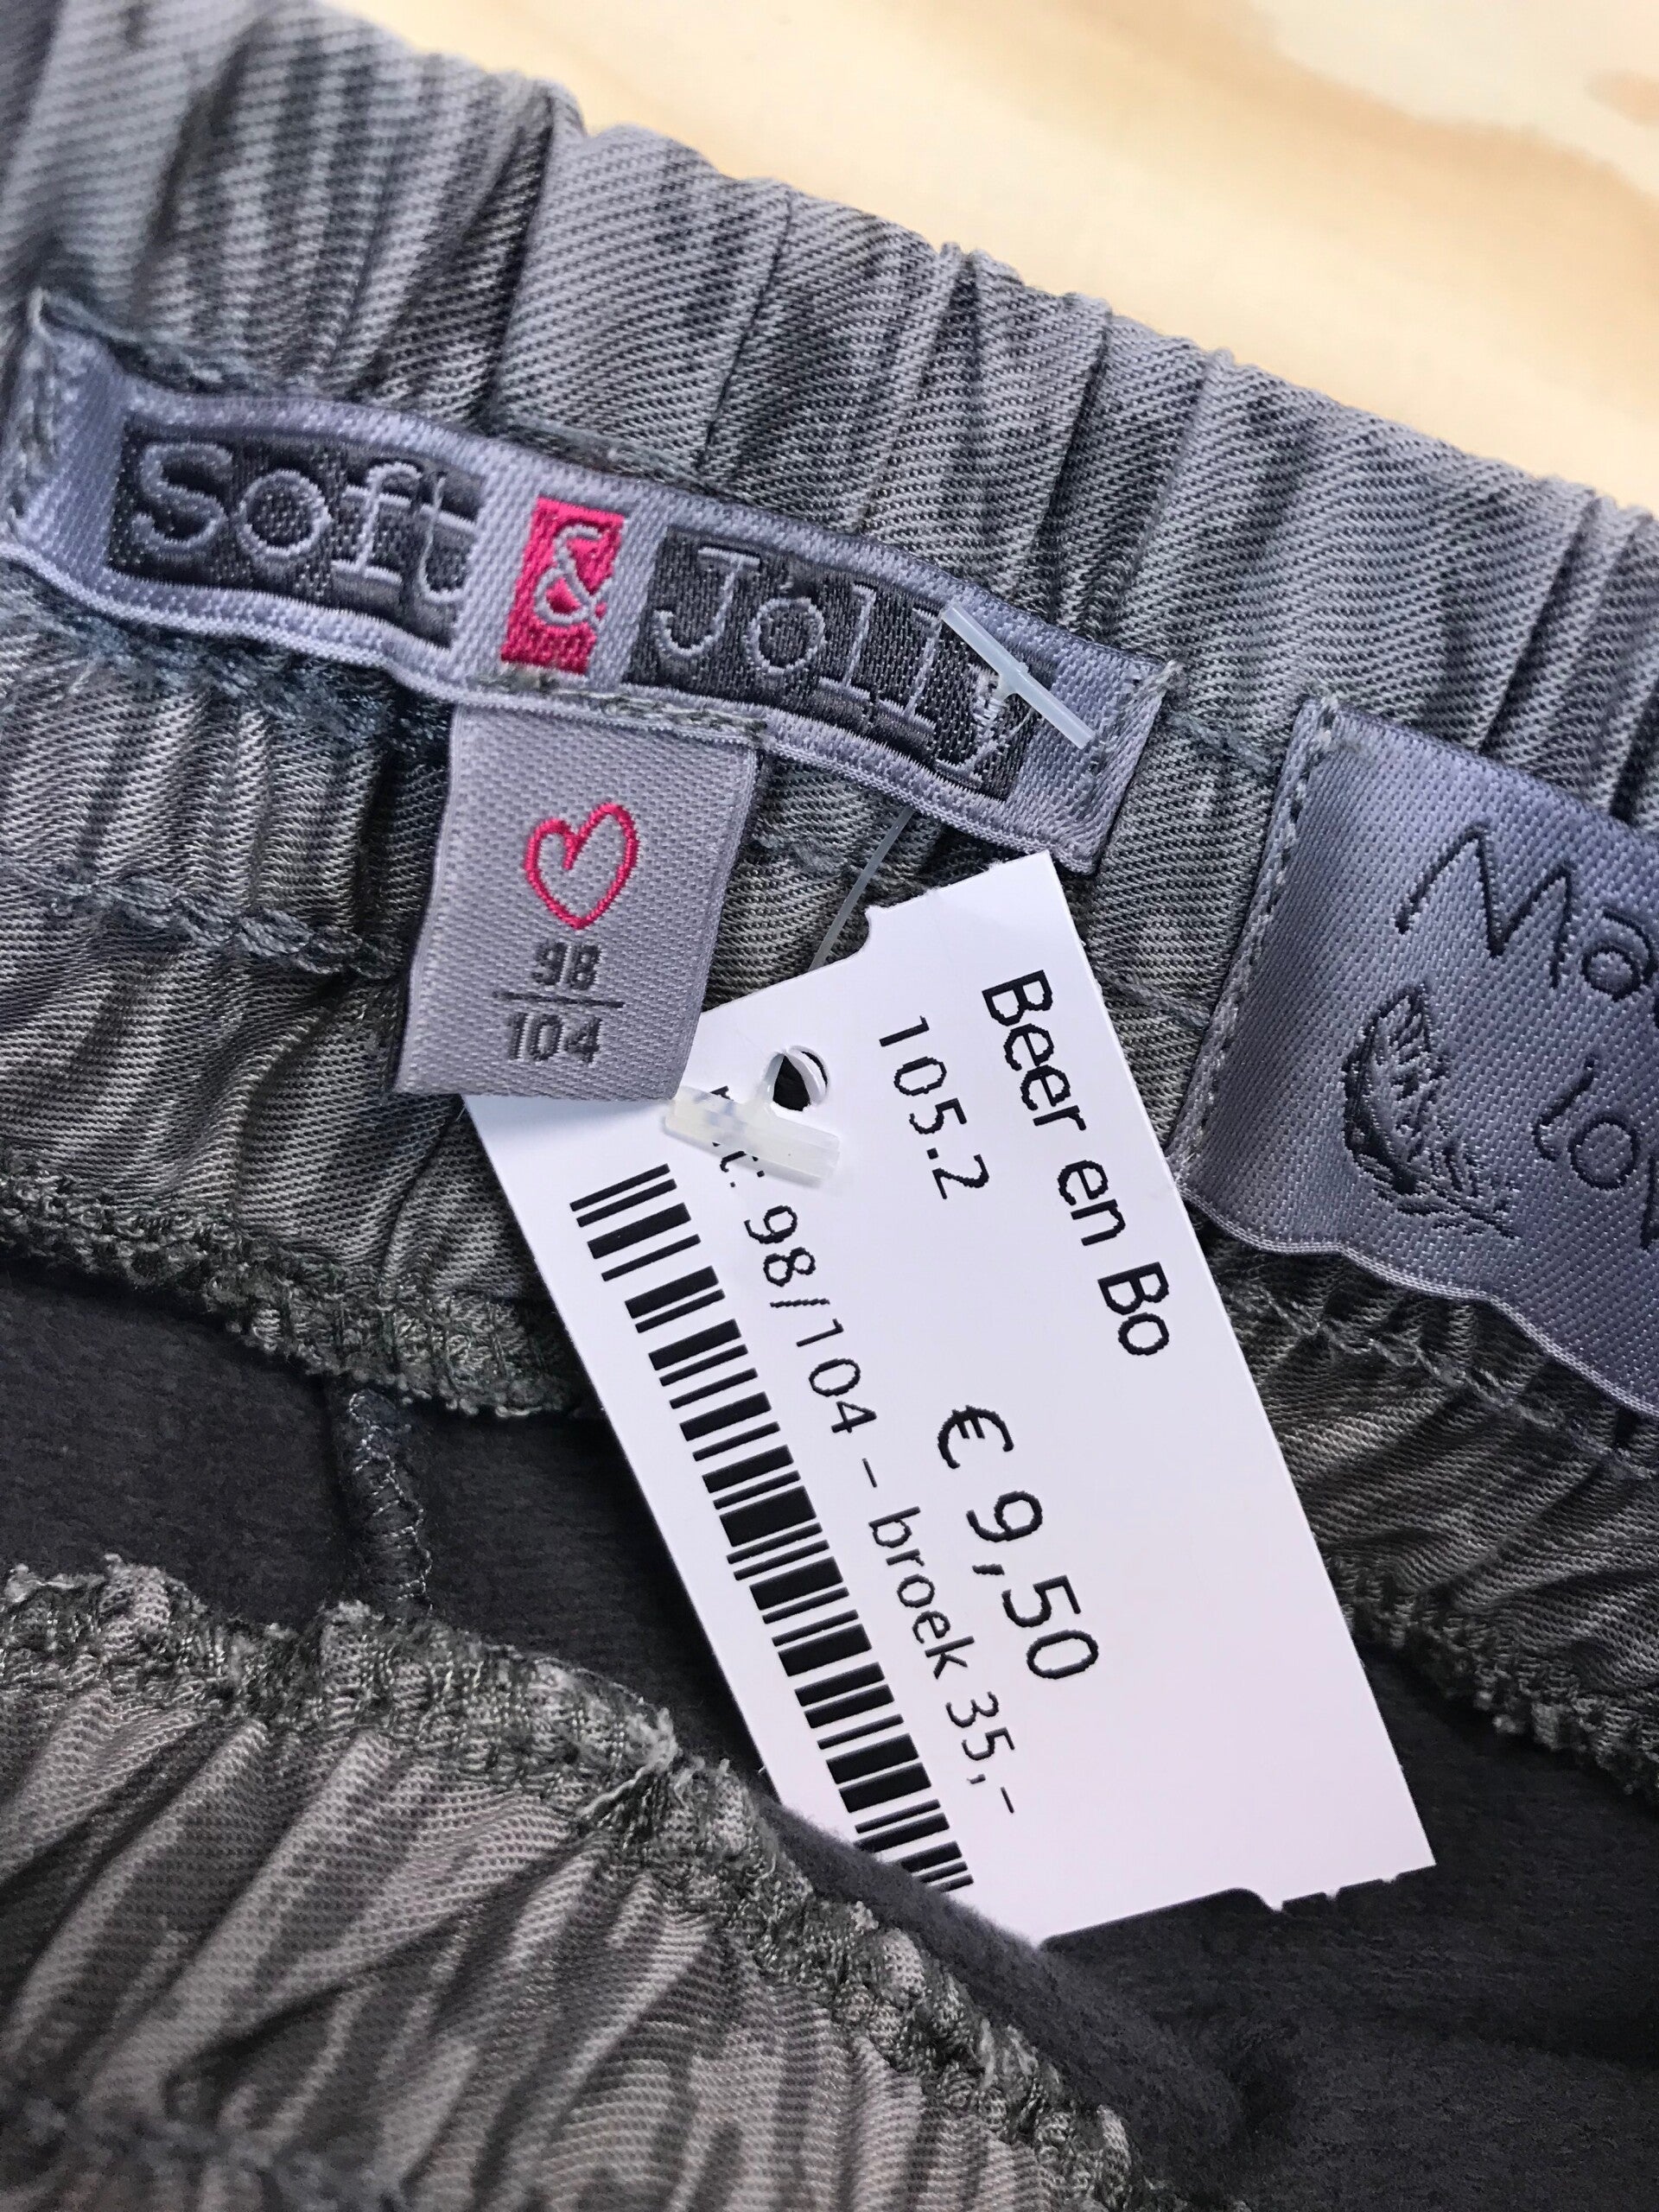 Soft & Jolly
98
104
Beer en Bo
105.2
€ 9,50
98/104 - broek 35,-